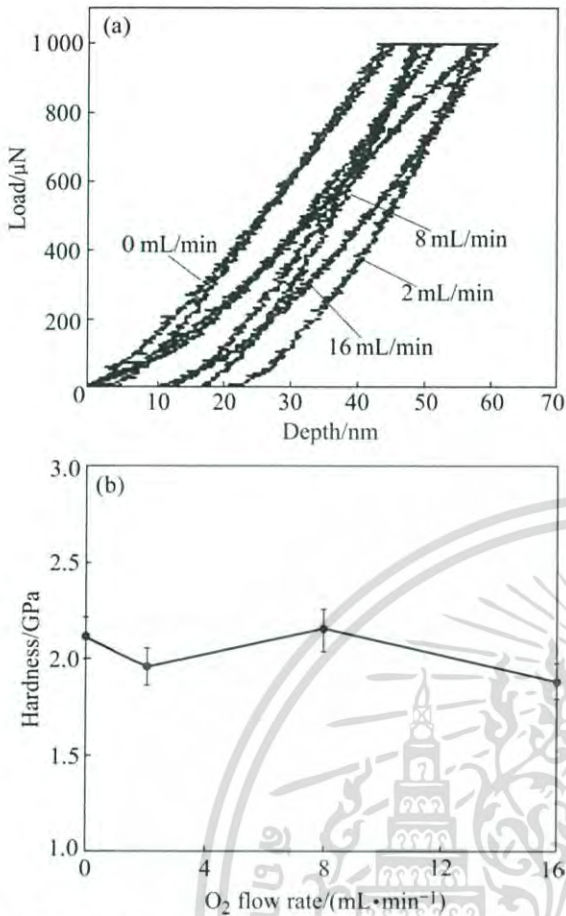 (a)
1 000
800
600
400
200
0
Load/μN
0 mL/min
8 mL/min
2 mL/min
16 mL/min
10 20 30 40 50 60 70
Depth/nm
(b)
3.0
2.5
2.0
1.5
1.0
Hardness/GPa
0 4 8 12 16
O₂ flow rate/(mL•min⁻¹)